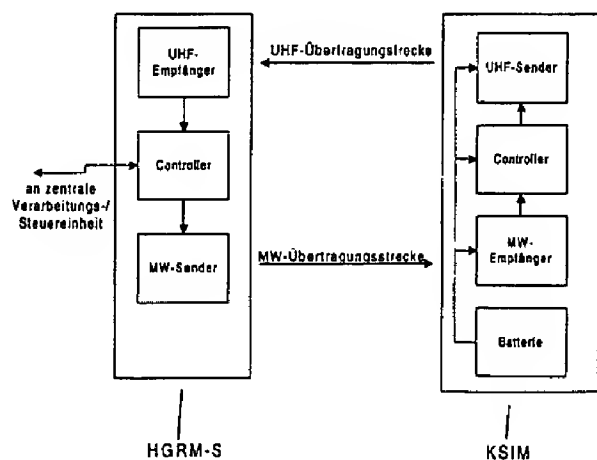 UHF-
Empfänger
Controller
MW-Sender
an zentrale
Verarbeitungs-/
Steuereinheit
HGRM-S
UHF-Übertragungstrecke
MW-Übertragungsstrecke
UHF-Sender
Controller
MW-
Empfänger
Batterie
KSIM